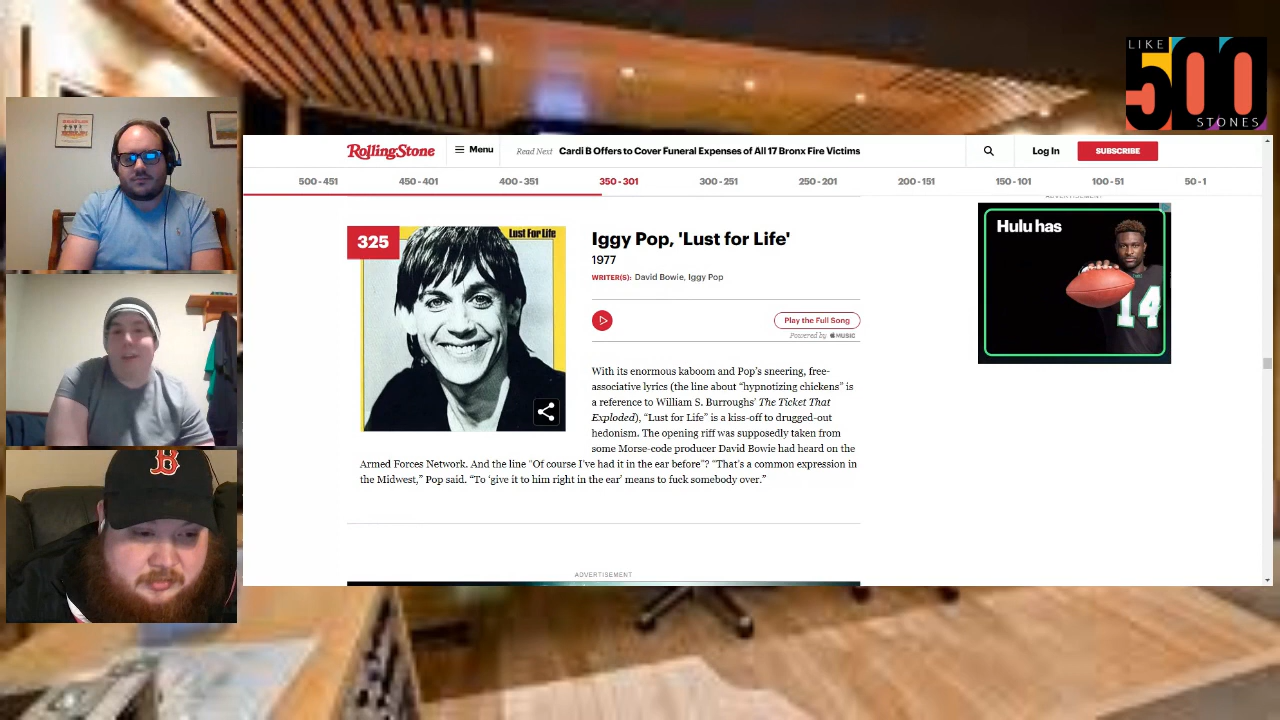 LIKE
500
STONES
RollingStone
Menu
Read Next Cardi B Offers to Cover Funeral Expenses of All 17 Bronx Fire Victims
Log In
SUBSCRIBE
500-451
450-401
400-351
350-301
300-251
250-201
200-151
150-101
100-51
50-1
ADVERTISEMENT
325
Lust For Life
Iggy Pop, 'Lust for Life'
1977
WRITER(S): David Bowie, Iggy Pop
Play the Full Song
Powered by MUSIC
With its enormous kaboom and Pop's sneering, free-
associative lyrics (the line about “hypnotizing chickens” is
a reference to William S. Burroughs' The Ticket That
Exploded), “Lust for Life” is a kiss-off to drugged-out
hedonism. The opening riff was supposedly taken from
some Morse-code producer David Bowie had heard on the
Armed Forces Network. And the line “Of course I've had it in the ear before”? “That's a common expression in
the Midwest,” Pop said. “To 'give it to him right in the ear' means to fuck somebody over.”
Hulu has
14
B
ADVERTISEMENT